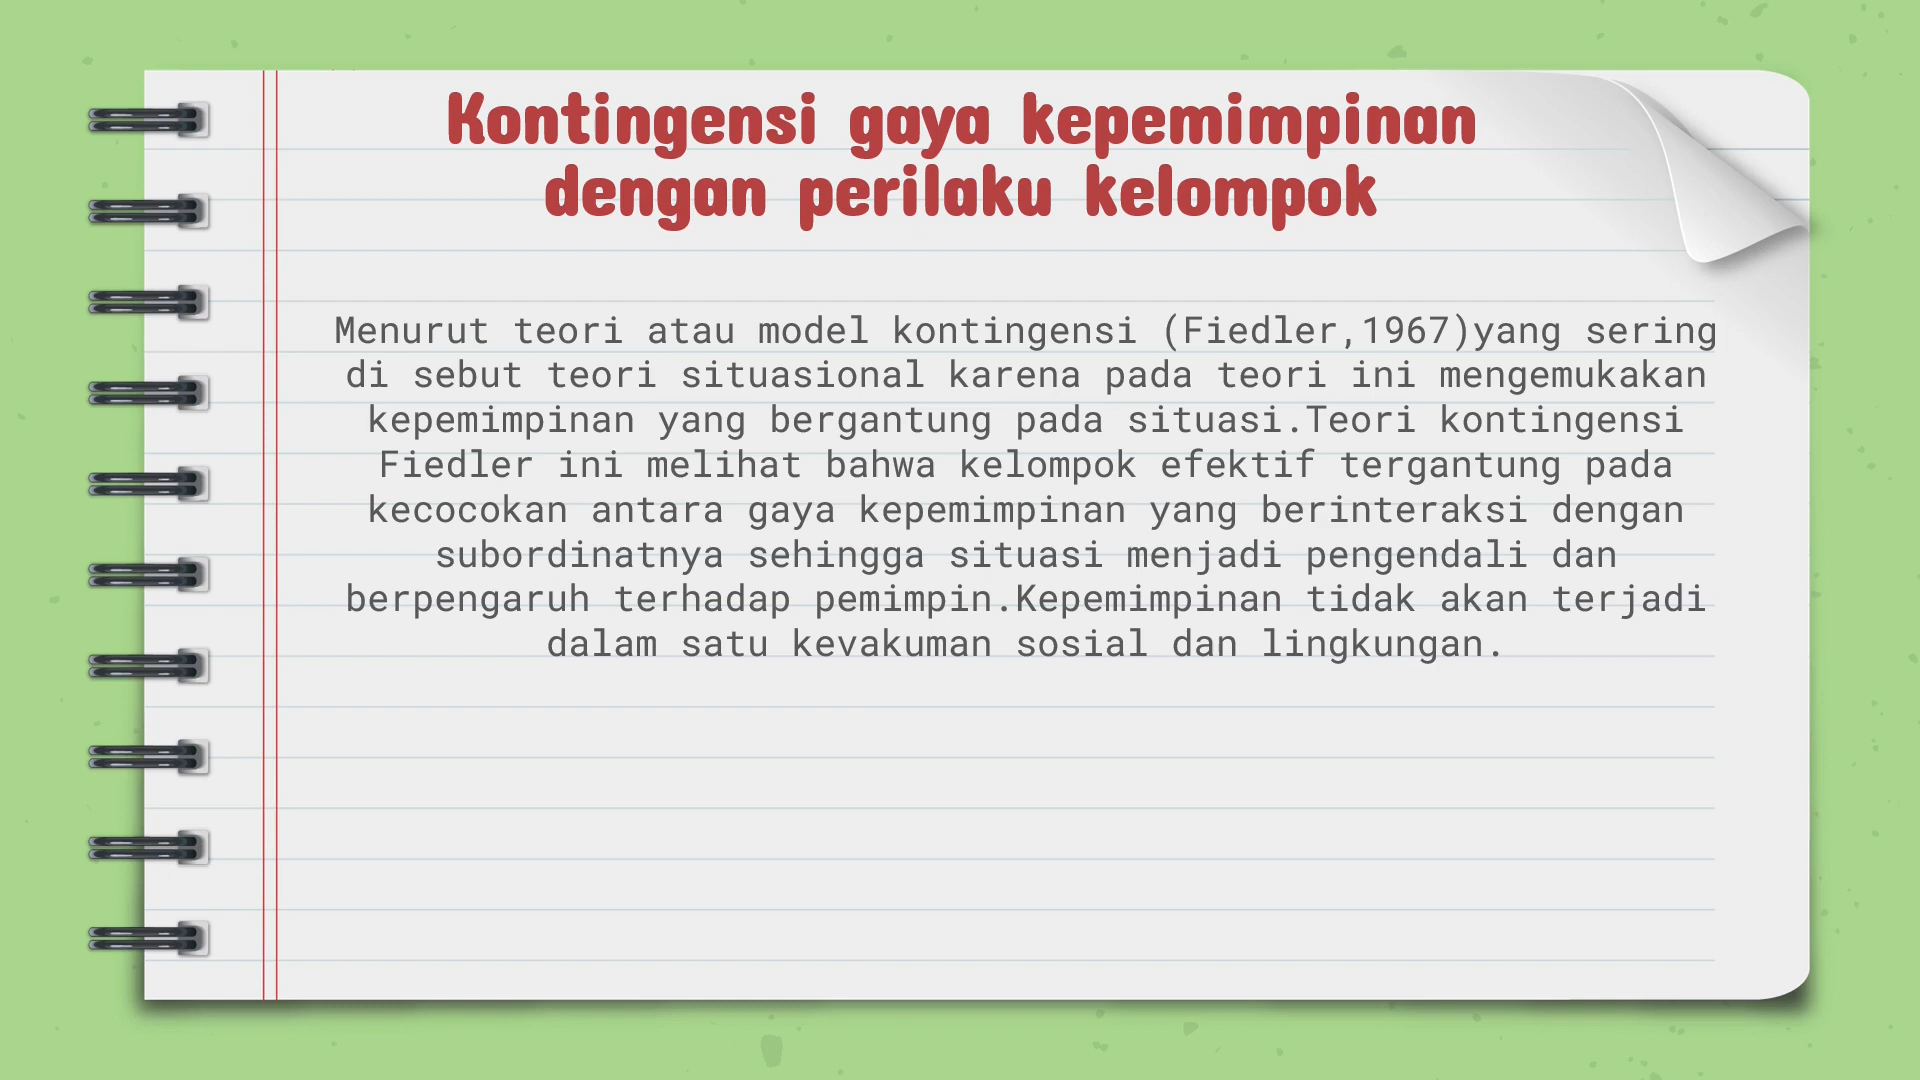 Kontingensi gaya kepemimpinan
dengan perilaku kelompok
Menurut teori atau model kontingensi (Fiedler,1967)yang sering
di sebut teori situasional karena pada teori ini mengemukakan
kepemimpinan yang bergantung pada situasi.Teori kontingensi
Fiedler ini melihat bahwa kelompok efektif tergantung pada
kecocokan antara gaya kepemimpinan yang berinteraksi dengan
subordinatnya sehingga situasi menjadi pengendali dan
berpengaruh terhadap pemimpin.Kepemimpinan tidak akan terjadi
dalam satu kevakuman sosial dan lingkungan.